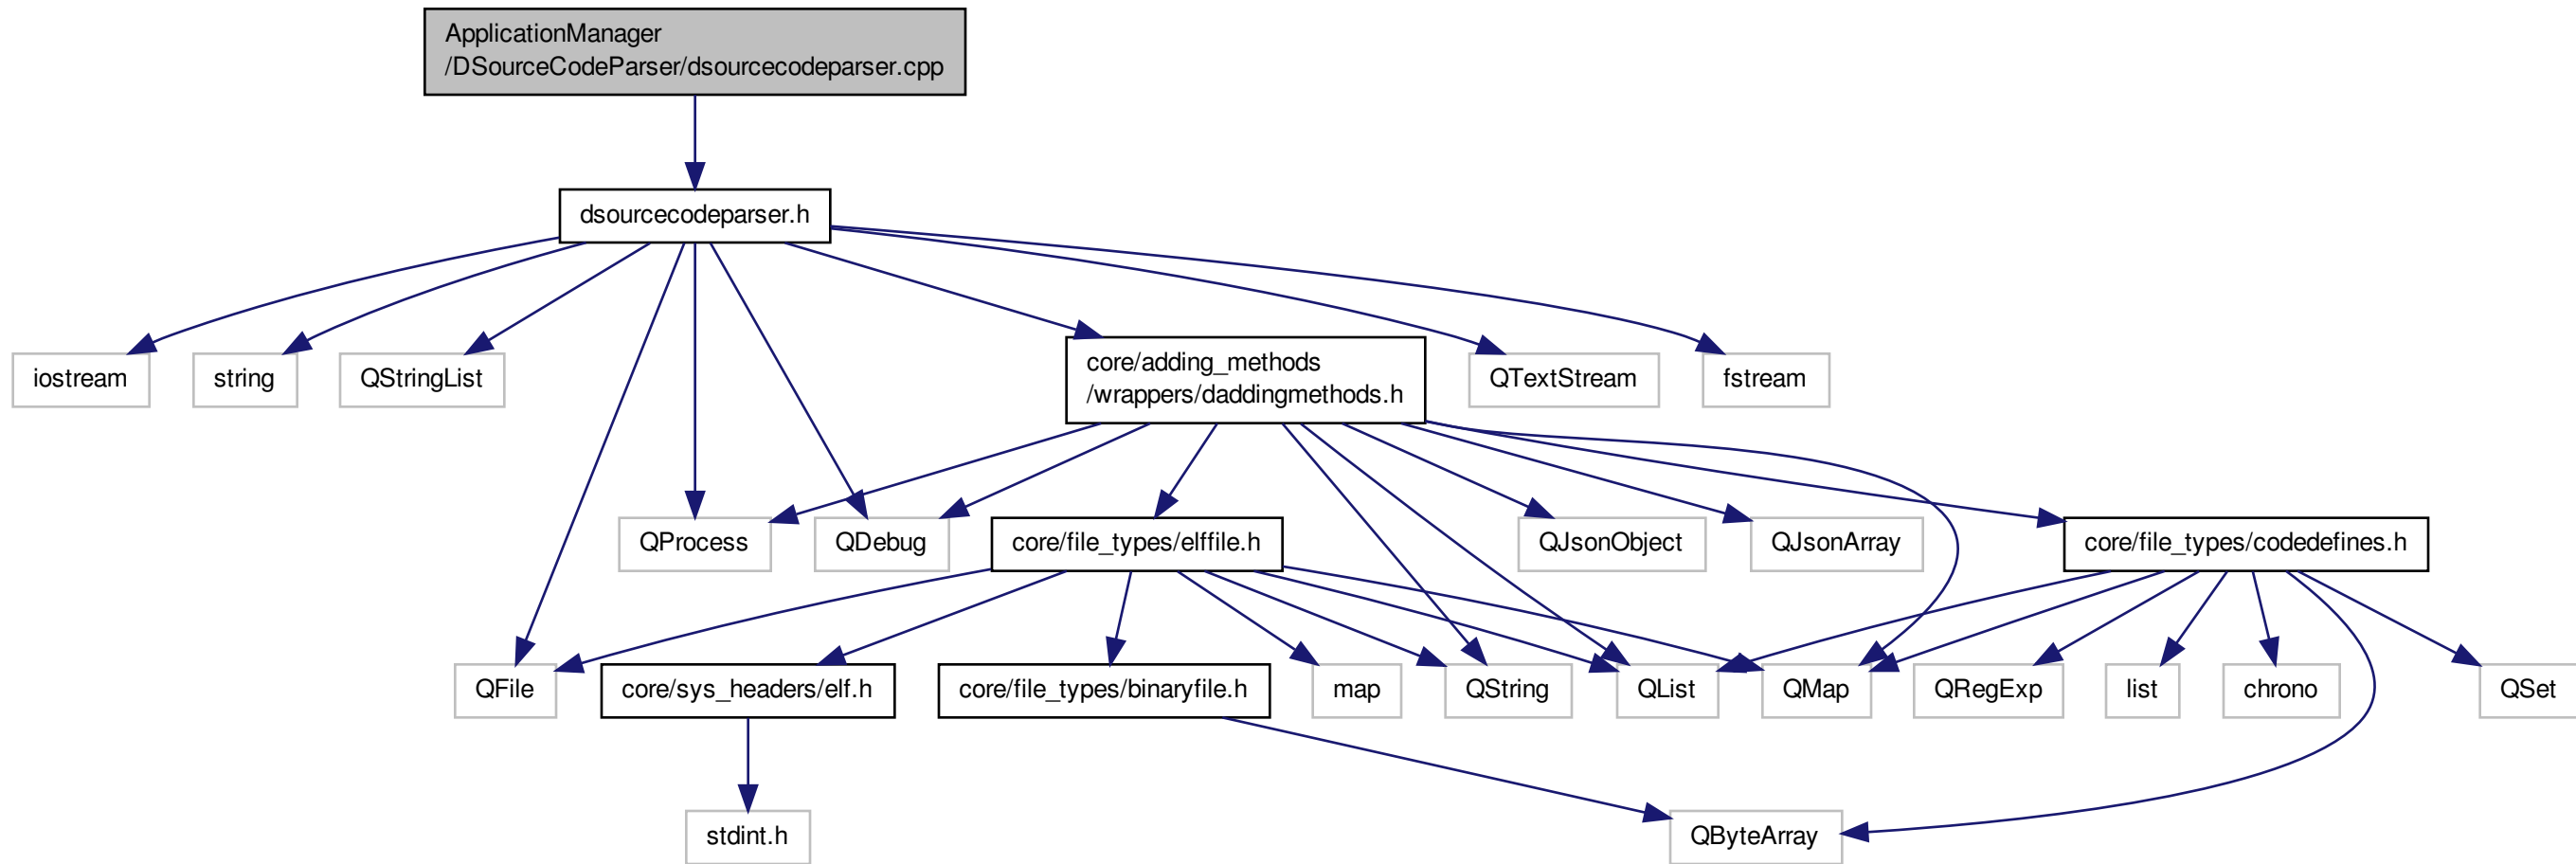 ApplicationManager
/DSourceCodeParser/dsourcecodeparser.cpp
dsourcecodeparser.h
iostream
string
QStringList
core/adding_methods
/wrappers/daddingmethods.h
QTextStream
fstream
QProcess
QDebug
core/file_types/elffile.h
QJsonObject
QJsonArray
core/file_types/codedefines.h
QFile
core/sys_headers/elf.h
core/file_types/binaryfile.h
map
QString
QList
QMap
QRegExp
list
chrono
QSet
stdint.h
QByteArray